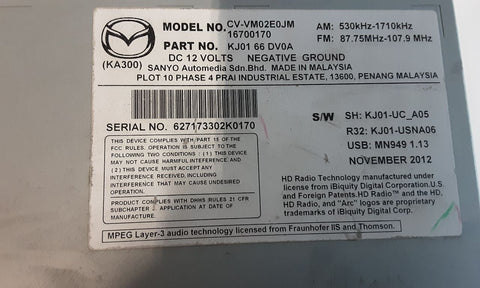 MODEL NO. CV-VM02E0JM
16700170
AM: 530kHz-1710kHz
PART NO. KJ01 66 DV0A
FM: 87.75MHz-107.9 MHz
(KA300)
DC 12 VOLTS NEGATIVE GROUND
SANYO Automedia Sdn.Bhd. MADE IN MALAYSIA
PLOT 10 PHASE 4 PRAI INDUSTRIAL ESTATE, 13600, PENANG MALAYSIA
SERIAL NO. 627173302K0170
S/W SH: KJ01-UC_A05
R32: KJ01-USNA06
USB: MN949 1.13
NOVEMBER 2012
THIS DEVICE COMPLIES WITH PART 15 OF THE
FCC RULES. OPERATION IS SUBJECT TO THE
FOLLOWING TWO CONDITIONS : (1) THIS
DEVICE MAY NOT CAUSE HARMFUL
INTERFERENCE, AND
(2) THIS DEVICE MUST ACCEPT ANY
INTERFERENCE RECEIVED, INCLUDING
INTERFERENCE THAT MAY CAUSE
UNDESIRED OPERATION.
PRODUCT COMPLIES WITH DHHS RULES 21 CFR
SUBCHAPTER J. APPLICATION AT DATE OF
MANUFACTURE.
HD Radio Technology manufactured under
license from iBiquity Digital Corporation.U.S.
and Foreign Patents.HD Radio™ and the HD,
HD Radio, and "Arc" logos are proprietary
trademarks of iBiquity Digital Corp.
MPEG Layer-3 audio technology licensed from Fraunhofer IIS and Thomson.